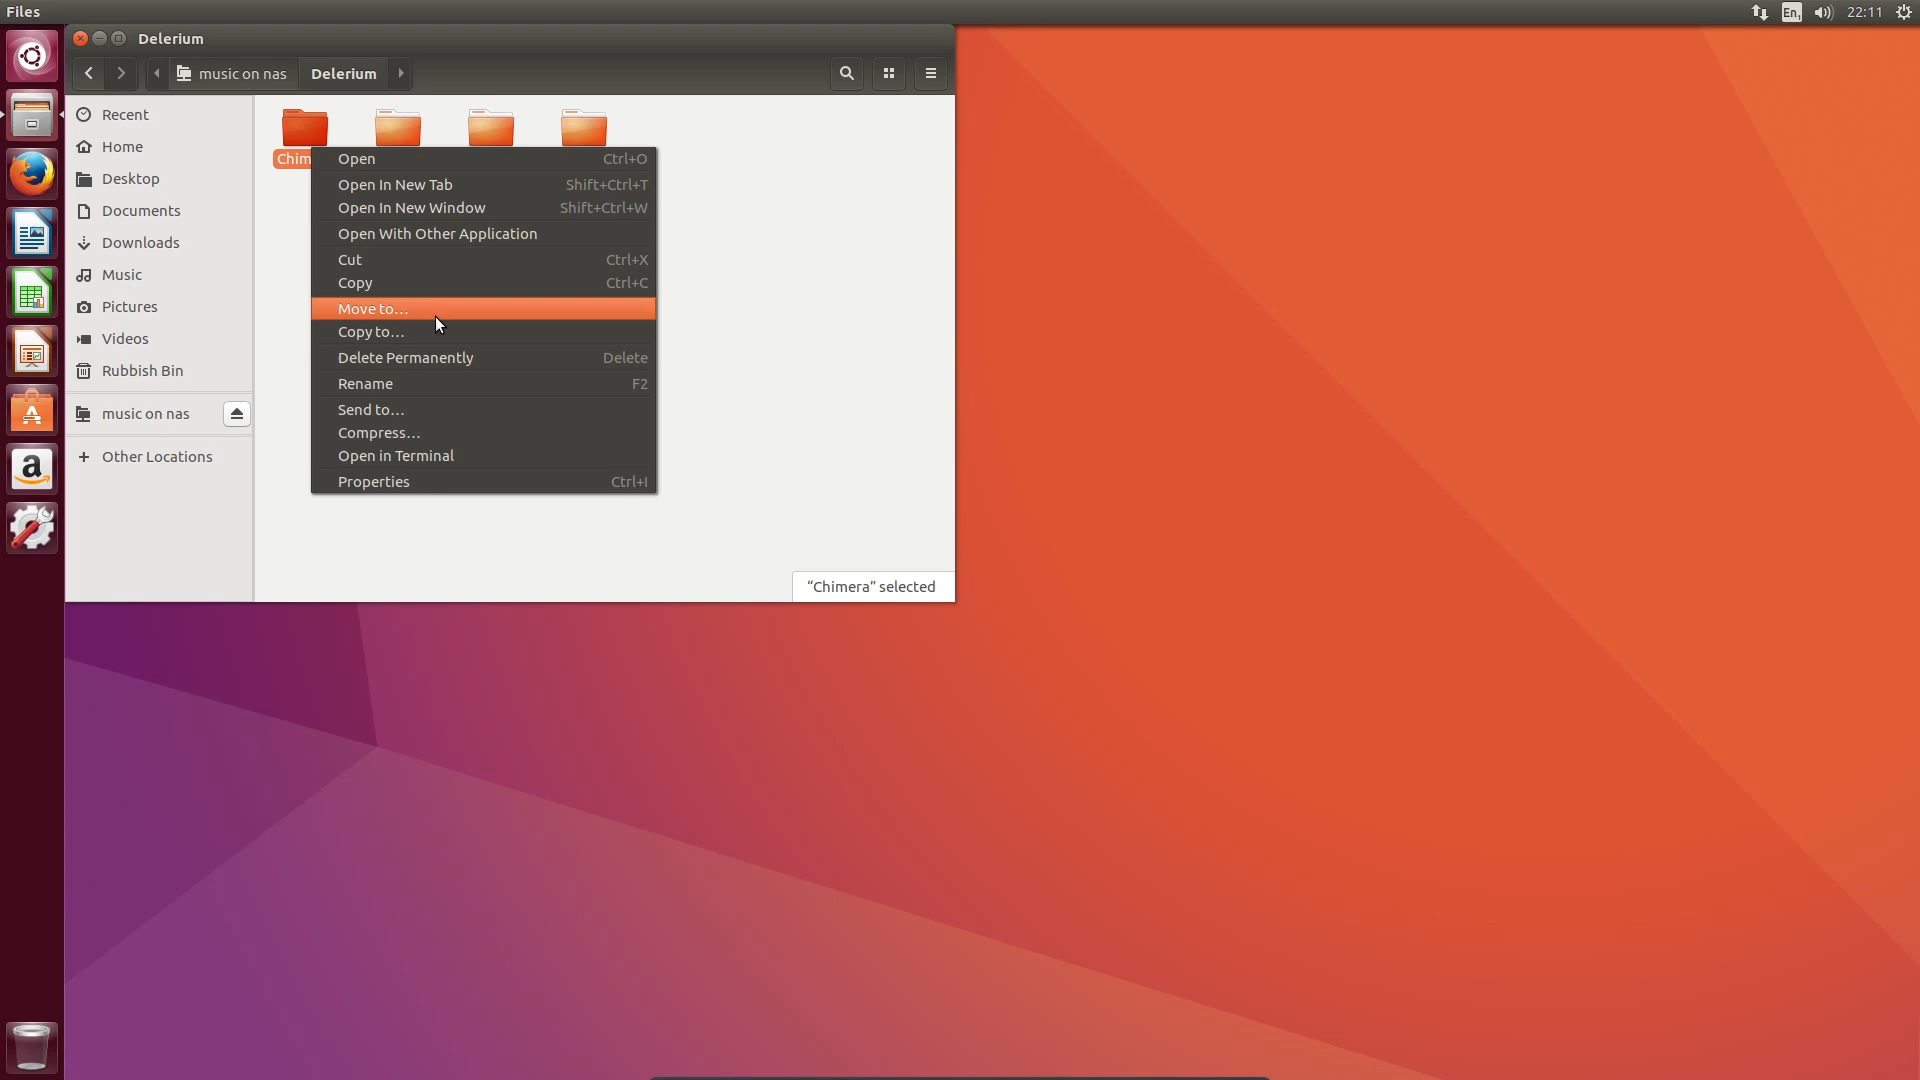 Files
En1
22:11
Delerium
music on nas
Delerium
Recent
Home
Desktop
Documents
Downloads
Music
Pictures
Videos
Rubbish Bin
music on nas
Other Locations
Chim
Open Ctrl+O
Open In New Tab Shift+Ctrl+T
Open In New Window Shift+Ctrl+W
Open With Other Application
Cut Ctrl+X
Copy Ctrl+C
Move to…
Copy to…
Delete Permanently Delete
Rename F2
Send to…
Compress…
Open in Terminal
Properties Ctrl+I
“Chimera” selected